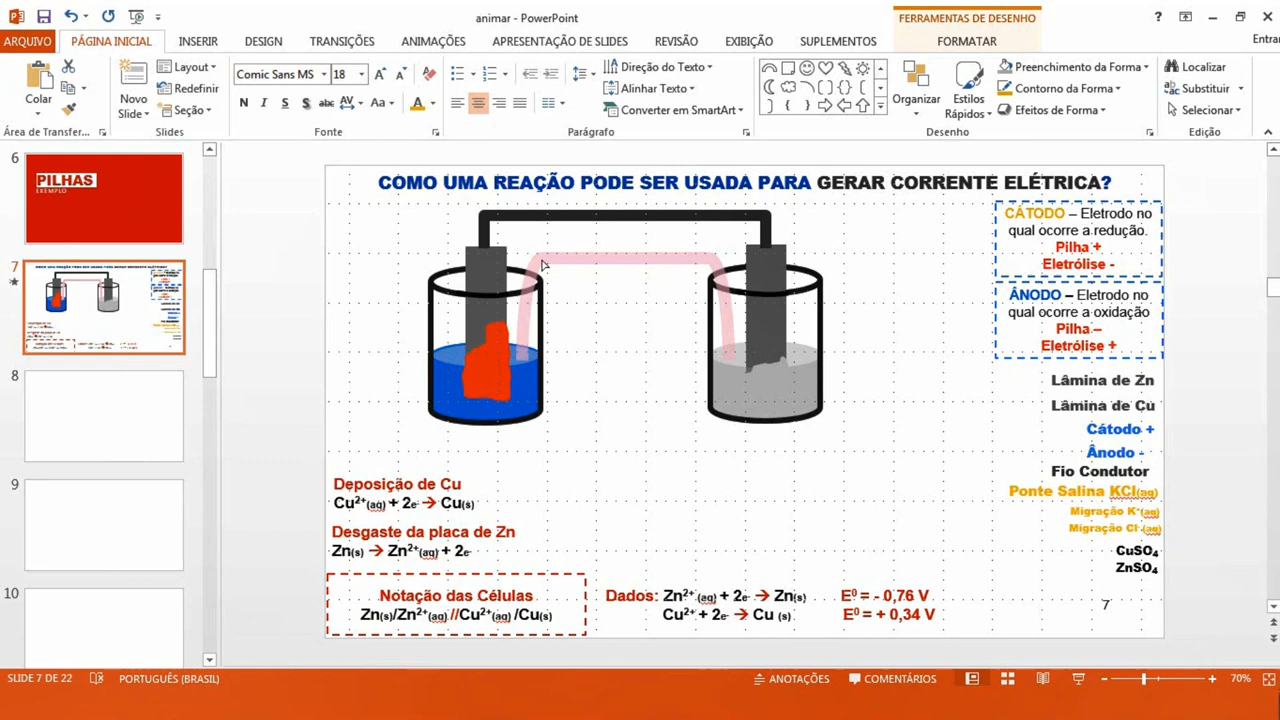 animar - PowerPoint
FERRAMENTAS DE DESENHO
?
Entrar
ARQUIVO PÁGINA INICIAL INSERIR DESIGN TRANSIÇÕES ANIMAÇÕES APRESENTAÇÃO DE SLIDES REVISÃO EXIBIÇÃO SUPLEMENTOS FORMATAR
Colar
Novo
Slide
Layout
Redefinir
Seção
Comic Sans MS 18
N I S S abc AV Aa A
Direção do Texto
Alinhar Texto
Converter em SmartArt
Organizar
Estilos
Rápidos
Preenchimento da Forma
Contorno da Forma
Efeitos de Forma
Localizar
Substituir
Selecionar
Área de Transfer... Slides Fonte Parágrafo Desenho Edição
6
PILHAS
EXEMPLO
7
8
9
10
COMO UMA REAÇÃO PODE SER USADA PARA GERAR CORRENTE ELÉTRICA?
CÁTODO – Eletrodo no
qual ocorre a redução.
Pilha +
Eletrólise -
ÂNODO – Eletrodo no
qual ocorre a oxidação
Pilha –
Eletrólise +
Lâmina de Zn
Lâmina de Cu
Cátodo +
Ânodo -
Fio Condutor
Ponte Salina KCl(aq)
Migração K⁺(aq)
Migração Cl⁻(aq)
CuSO₄
ZnSO₄
Deposição de Cu
Cu²⁺(aq) + 2e- → Cu(s)
Desgaste da placa de Zn
Zn(s) → Zn²⁺(aq) + 2e-
Notação das Células
Zn(s)/Zn²⁺(aq) //Cu²⁺(aq) /Cu(s)
Dados: Zn²⁺ (aq) + 2e- → Zn(s) E⁰ = - 0,76 V
Cu²⁺ + 2e- → Cu (s) E⁰ = + 0,34 V
7
SLIDE 7 DE 22 PORTUGUÊS (BRASIL) ANOTAÇÕES COMENTÁRIOS 70%